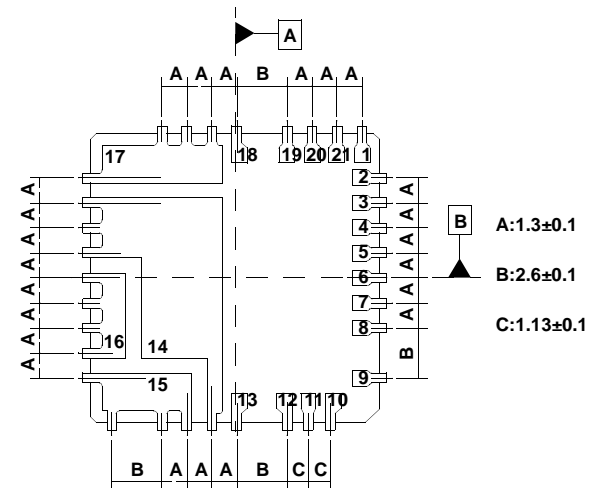 A
A A A B A A A
17 18 19 20 21 1
2
A A
3
A A B A:1.3±0.1
4
A A
5
A A
6 B:2.6±0.1
A A
7
A A
8 C:1.13±0.1
A
16 14
B
A
15 9
13 12 11 10
B A A A B C C